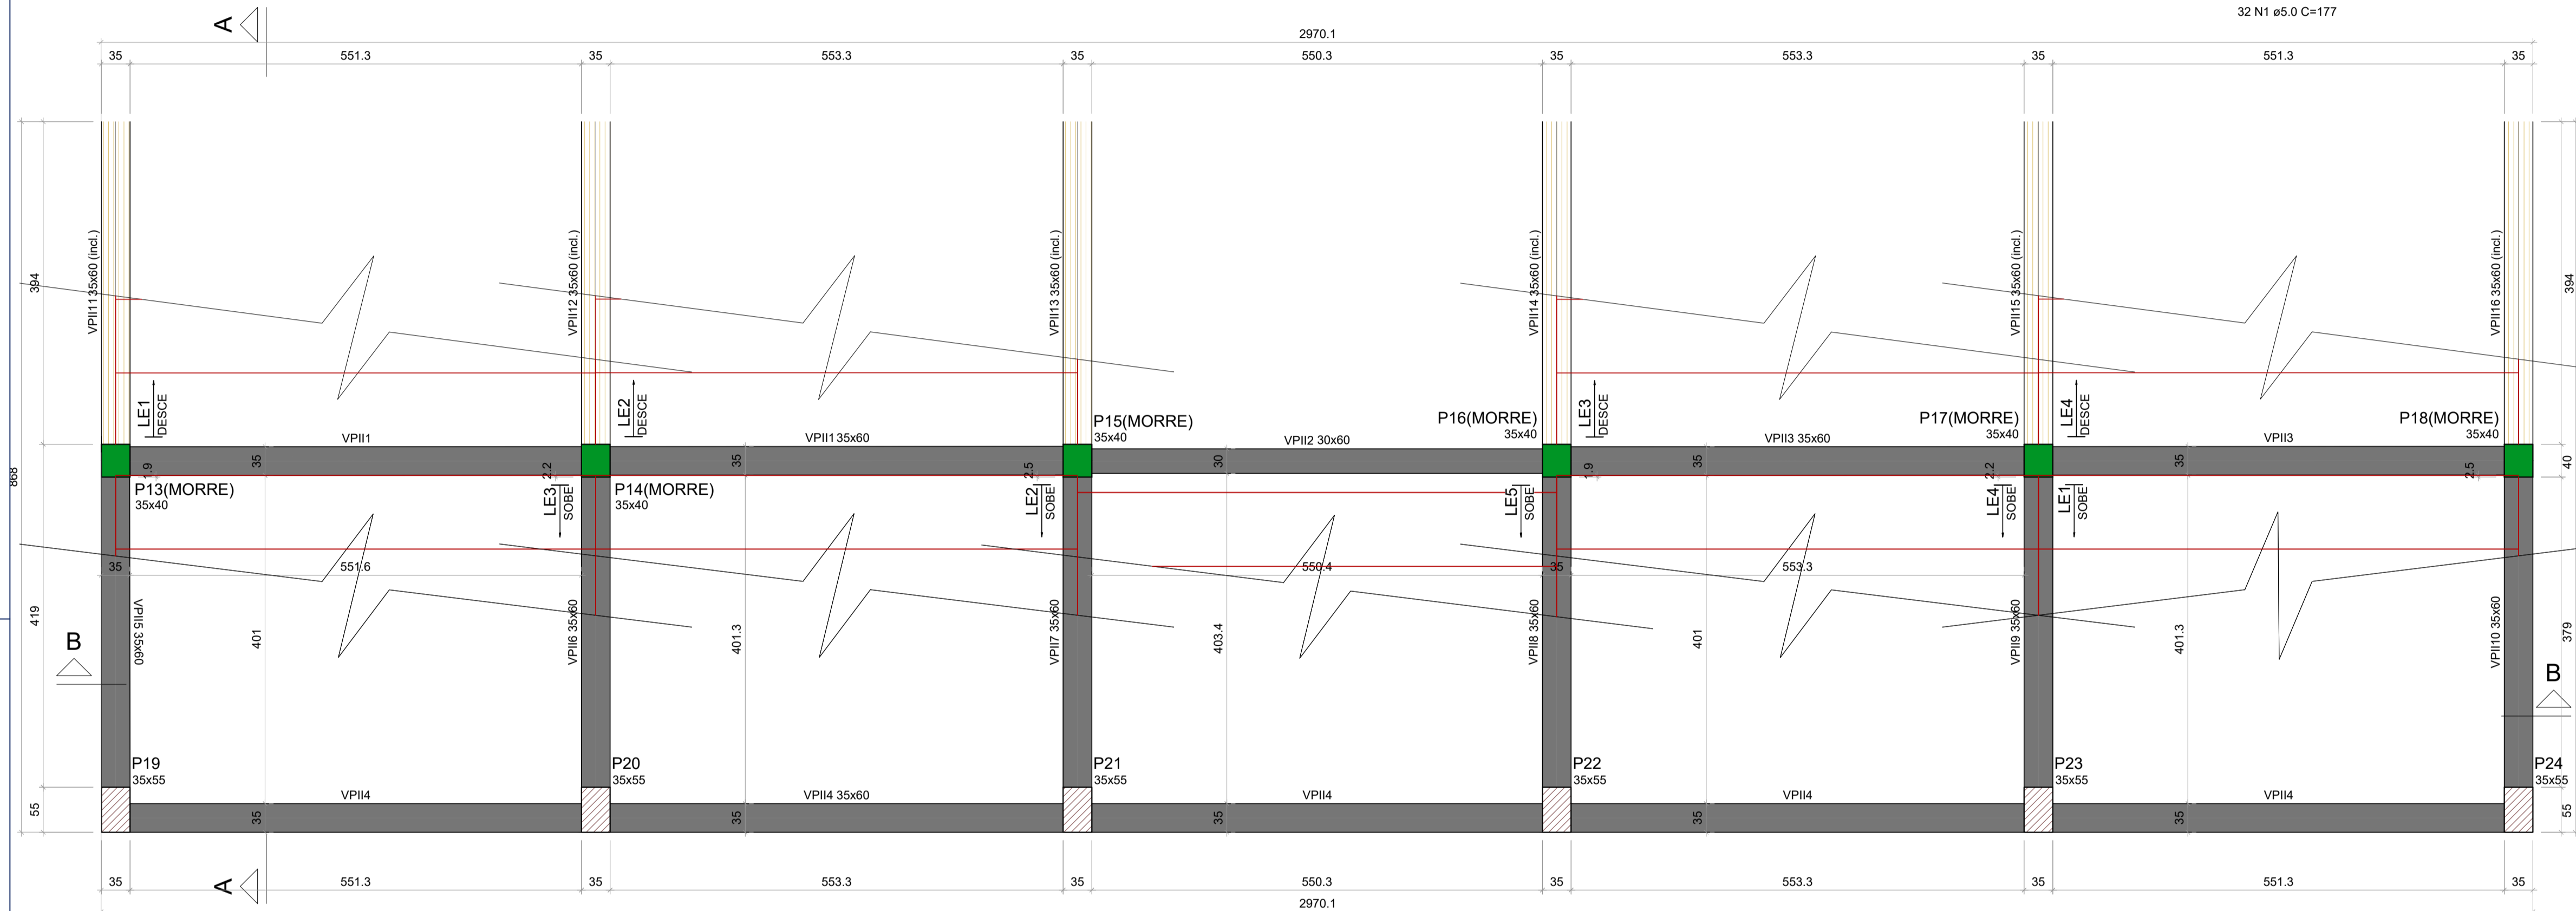 32 N1 ø5.0 C=177
A
2970.1
35 551.3 35 553.3 35 550.3 35 553.3 35 551.3 35
394
868
419
55
VPII11 35x60 (incl.)
VPII12 35x60 (incl.)
VPII13 35x60 (incl.)
VPII14 35x60 (incl.)
VPII15 35x60 (incl.)
VPII16 35x60 (incl.)
394
40
379
55
LE1
DESCE
LE2
DESCE
LE3
DESCE
LE4
DESCE
P15(MORRE)
35x40
P16(MORRE)
35x40
P17(MORRE)
35x40
P18(MORRE)
35x40
VPII1
VPII1 35x60
VPII2 30x60
VPII3 35x60
VPII3
35 35 30 35 35
1.9 2.2 2.5 1.9 2.2 2.5
P13(MORRE)
35x40
P14(MORRE)
35x40
LE3
SOBE
LE2
SOBE
LE5
SOBE
LE4
SOBE
LE1
SOBE
35 551.6 550.4 35 553.3
VPII5 35x60
VPII6 35x60
VPII7 35x60
VPII8 35x60
VPII9 35x60
VPII10 35x60
401 401.3 403.4 401 401.3
B
B
P19
35x55
P20
35x55
P21
35x55
P22
35x55
P23
35x55
P24
35x55
VPII4
VPII4 35x60
VPII4
VPII4
VPII4
35 35 35 35 35
A
35 551.3 35 553.3 35 550.3 35 553.3 35 551.3 35
2970.1